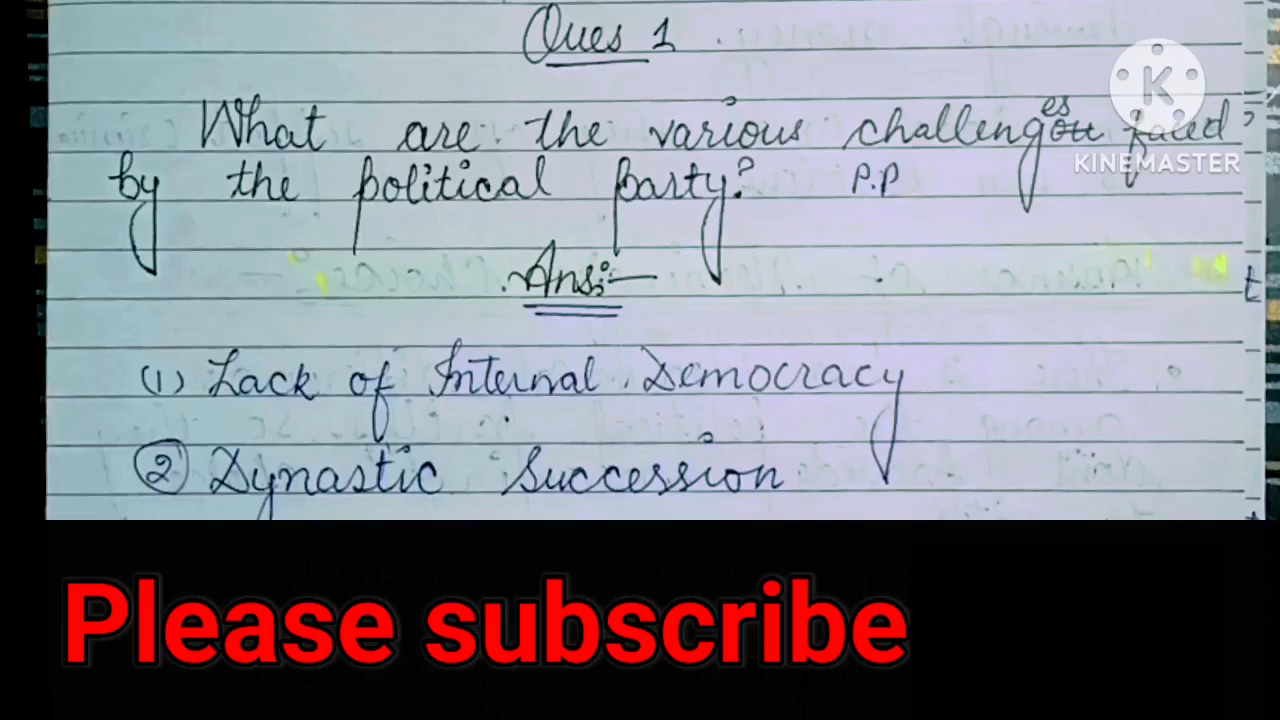 Ques 1
What are the various challenges faced ?
by the political party? P.P
Ans:-
(1) Lack of Internal Democracy
(2) Dynastic Succession
K
KINEMASTER
t
Please subscribe